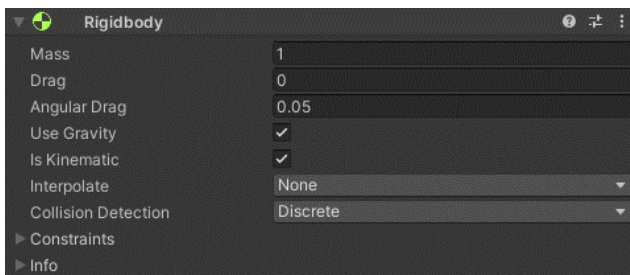 Rigidbody
Mass 1
Drag 0
Angular Drag 0.05
Use Gravity
Is Kinematic
Interpolate None
Collision Detection Discrete
Constraints
Info